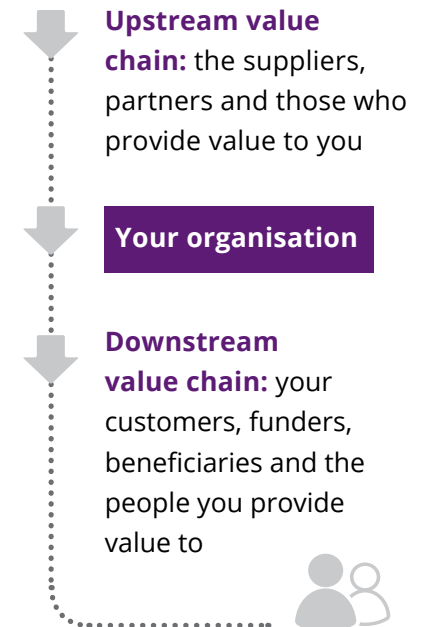 Upstream value
chain: the suppliers,
partners and those who
provide value to you
Your organisation
Downstream
value chain: your
customers, funders,
beneficiaries and the
people you provide
value to